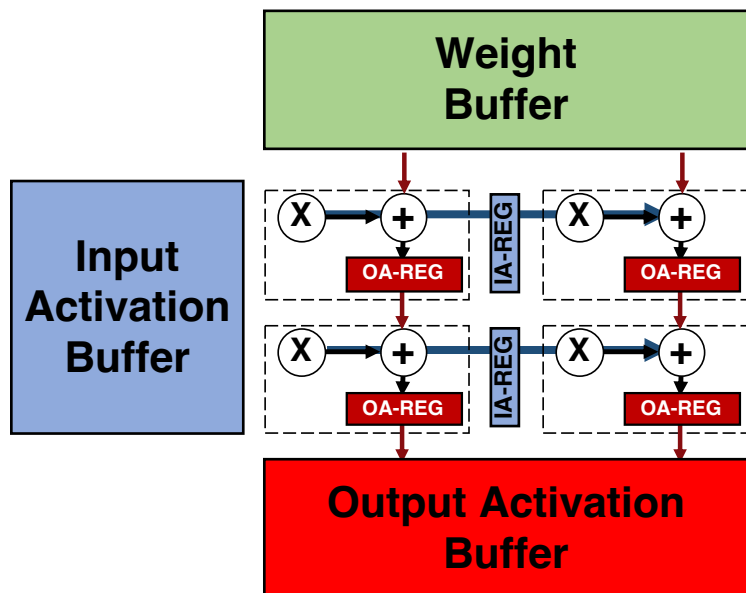 Weight
Buffer
Input
Activation
Buffer
X
+
IA-REG
X
+
OA-REG
OA-REG
X
+
IA-REG
X
+
OA-REG
OA-REG
Output Activation
Buffer